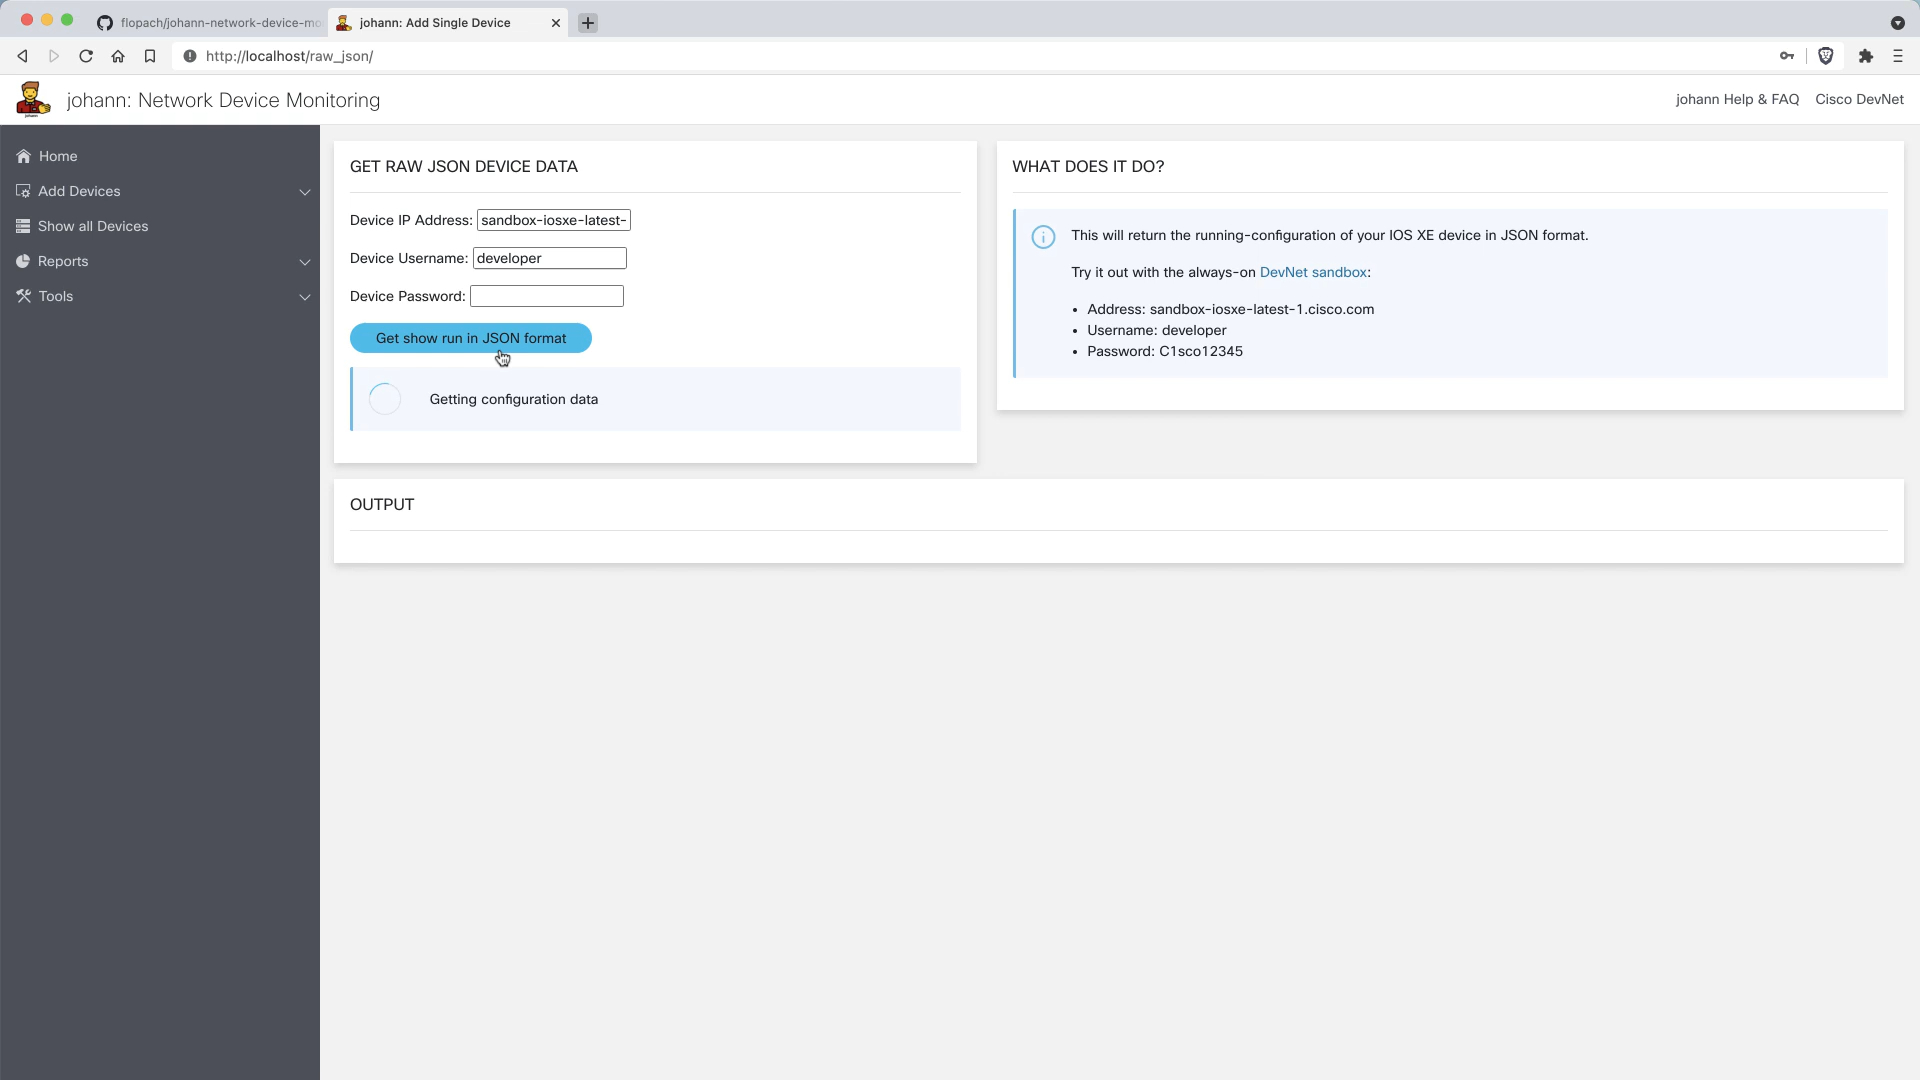 flopach/johann-network-device-mo
johann: Add Single Device
http://localhost/raw_json/
johann: Network Device Monitoring
johann Help & FAQ
Cisco DevNet
Home
Add Devices
Show all Devices
Reports
Tools
GET RAW JSON DEVICE DATA
Device IP Address: sandbox-iosxe-latest-
Device Username: developer
Device Password:
Get show run in JSON format
Getting configuration data
WHAT DOES IT DO?
This will return the running-configuration of your IOS XE device in JSON format.
Try it out with the always-on DevNet sandbox:
• Address: sandbox-iosxe-latest-1.cisco.com
• Username: developer
• Password: C1sco12345
OUTPUT